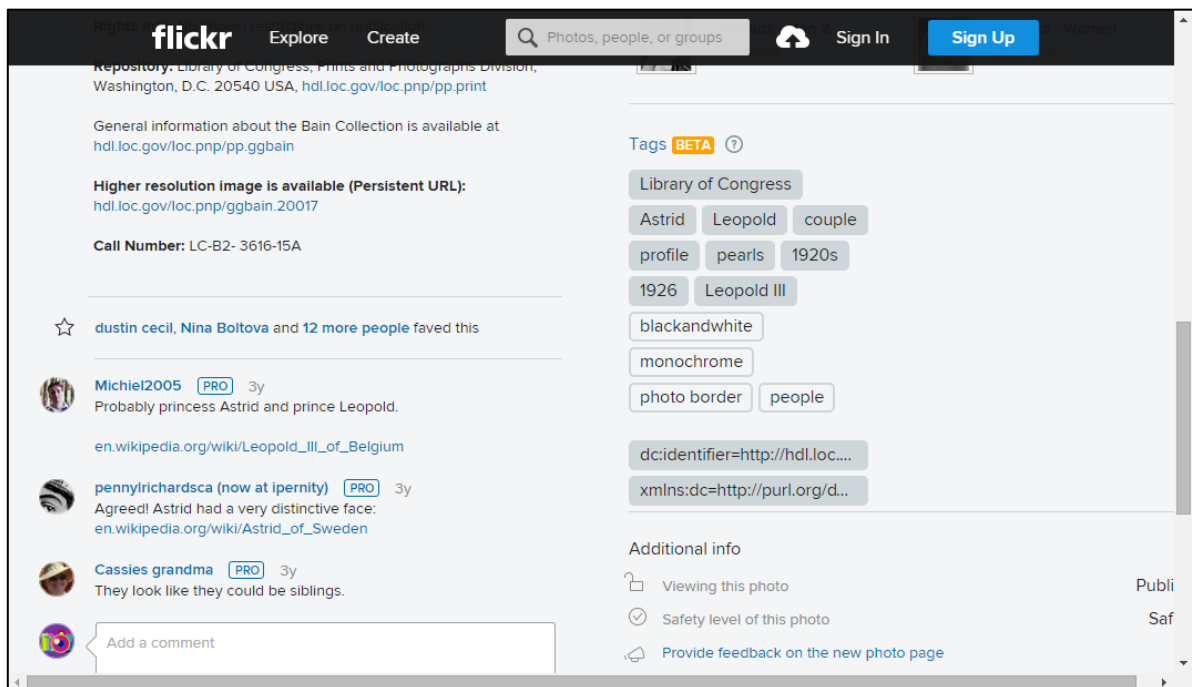 flickr Explore Create Photos, people, or groups Sign In Sign Up
Repository: Library of Congress, Prints and Photographs Division,
Washington, D.C. 20540 USA, hdl.loc.gov/loc.pnp/pp.print
General information about the Bain Collection is available at
hdl.loc.gov/loc.pnp/pp.ggbain
Higher resolution image is available (Persistent URL):
hdl.loc.gov/loc.pnp/ggbain.20017
Call Number: LC-B2- 3616-15A
dustin cecil, Nina Boltova and 12 more people faved this
Michiel2005 PRO 3y
Probably princess Astrid and prince Leopold.
en.wikipedia.org/wiki/Leopold_III_of_Belgium
pennylrichardsca (now at ipernity) PRO 3y
Agreed! Astrid had a very distinctive face:
en.wikipedia.org/wiki/Astrid_of_Sweden
Cassies grandma PRO 3y
They look like they could be siblings.
Add a comment
Tags BETA ?
Library of Congress
Astrid Leopold couple
profile pearls 1920s
1926 Leopold III
blackandwhite
monochrome
photo border people
dc:identifier=http://hdl.loc....
xmlns:dc=http://purl.org/d...
Additional info
Viewing this photo Publi
Safety level of this photo Saf
Provide feedback on the new photo page